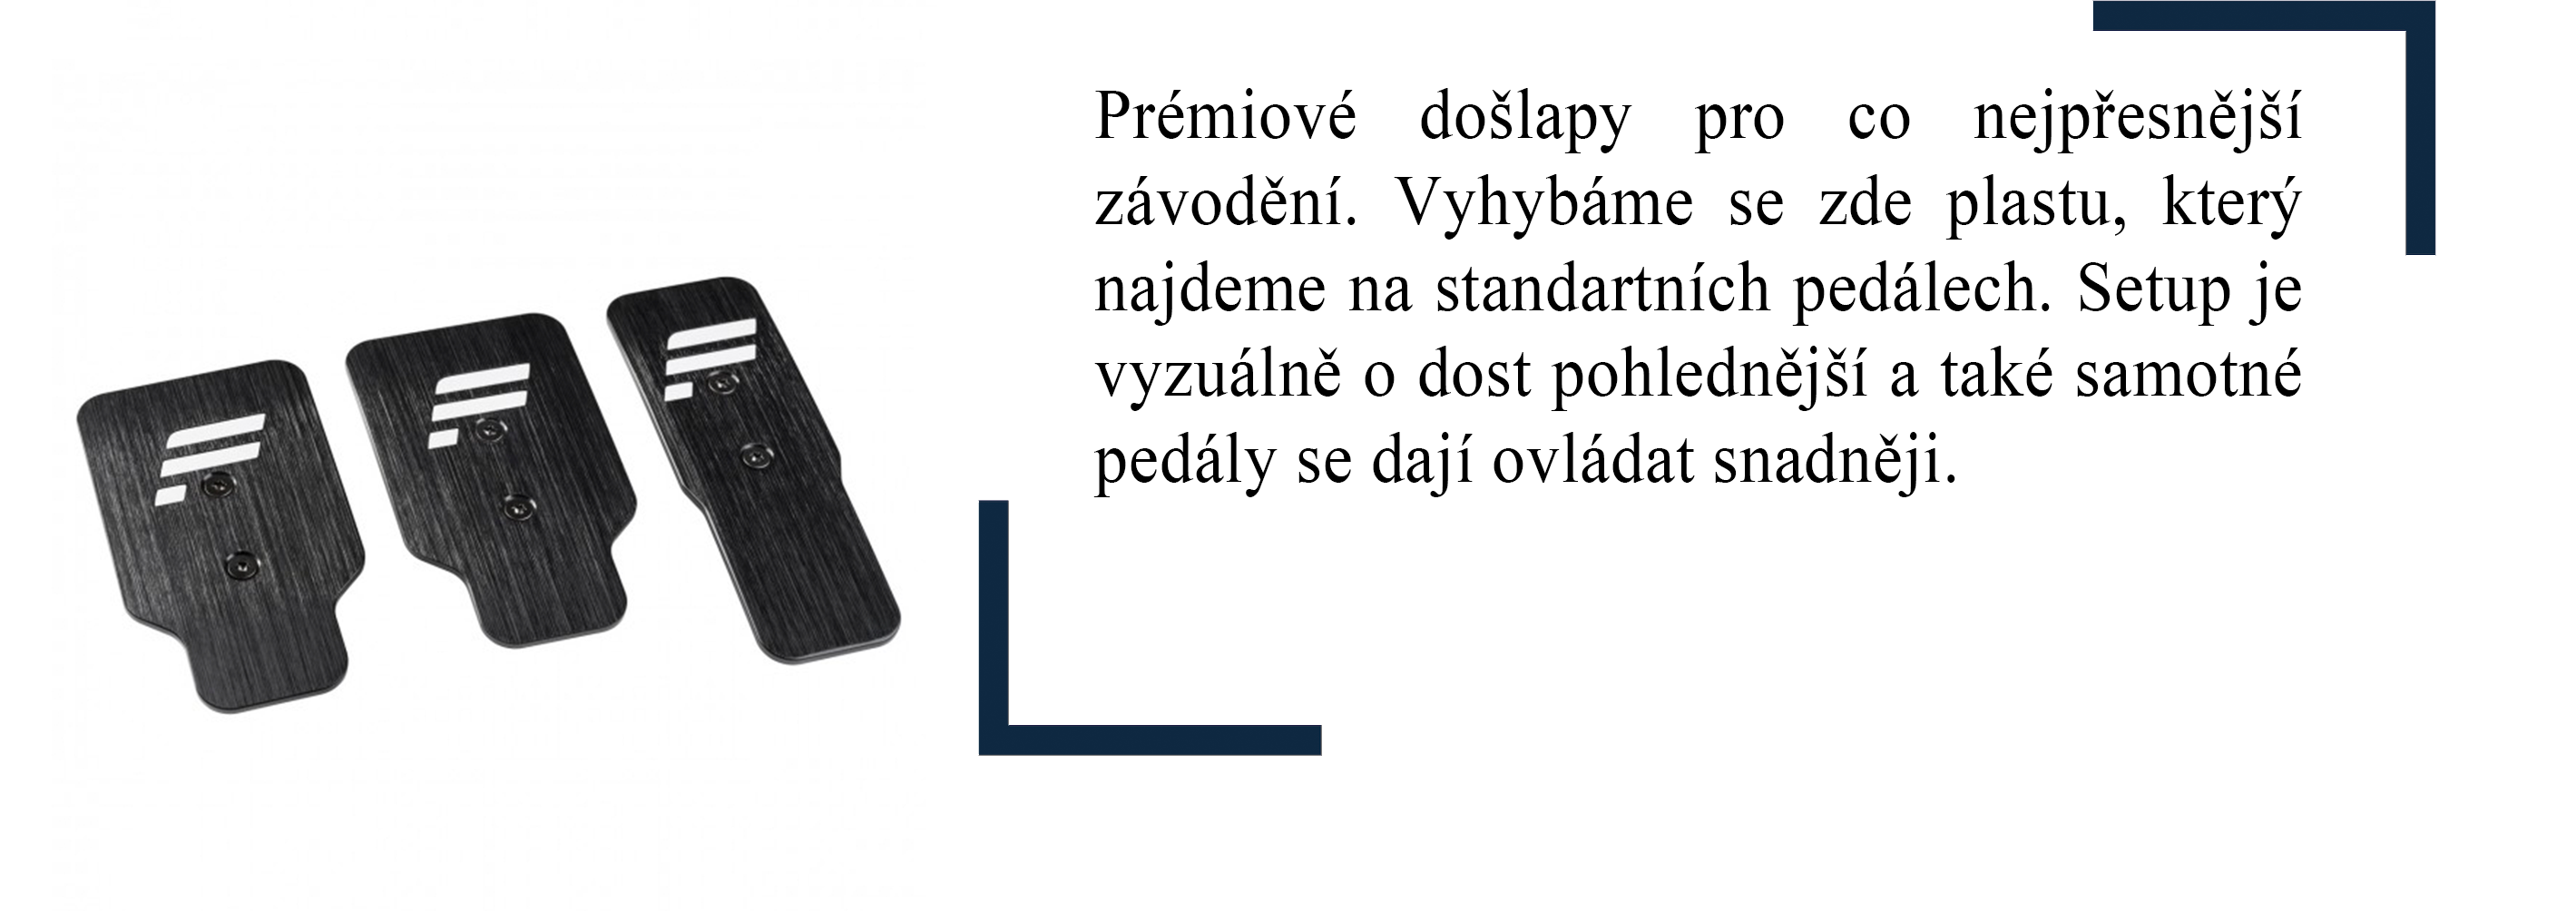 Prémiové došlapy pro co nejpřesnější
závodění. Vyhybáme se zde plastu, který
najdeme na standartních pedálech. Setup je
vyzuálně o dost pohlednější a také samotné
pedály se dají ovládat snadněji.